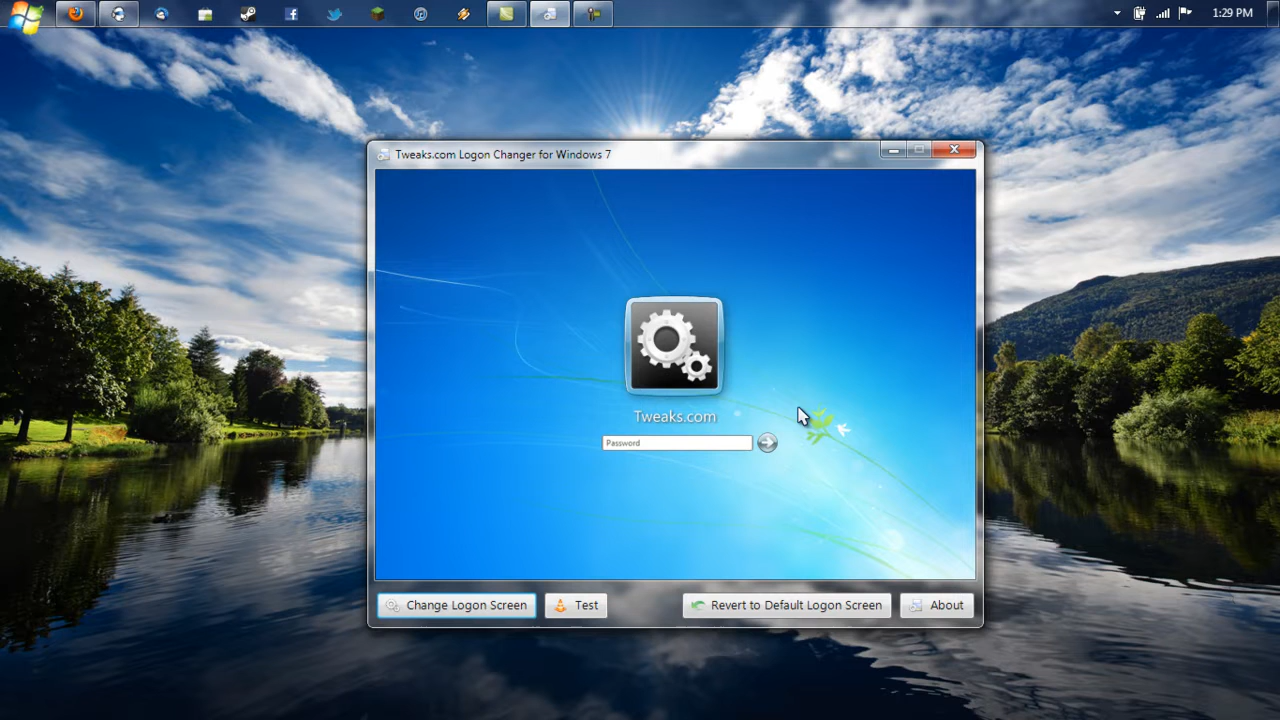 1:29 PM
Tweaks.com Logon Changer for Windows 7
Tweaks.com
Password
Change Logon Screen
Test
Revert to Default Logon Screen
About